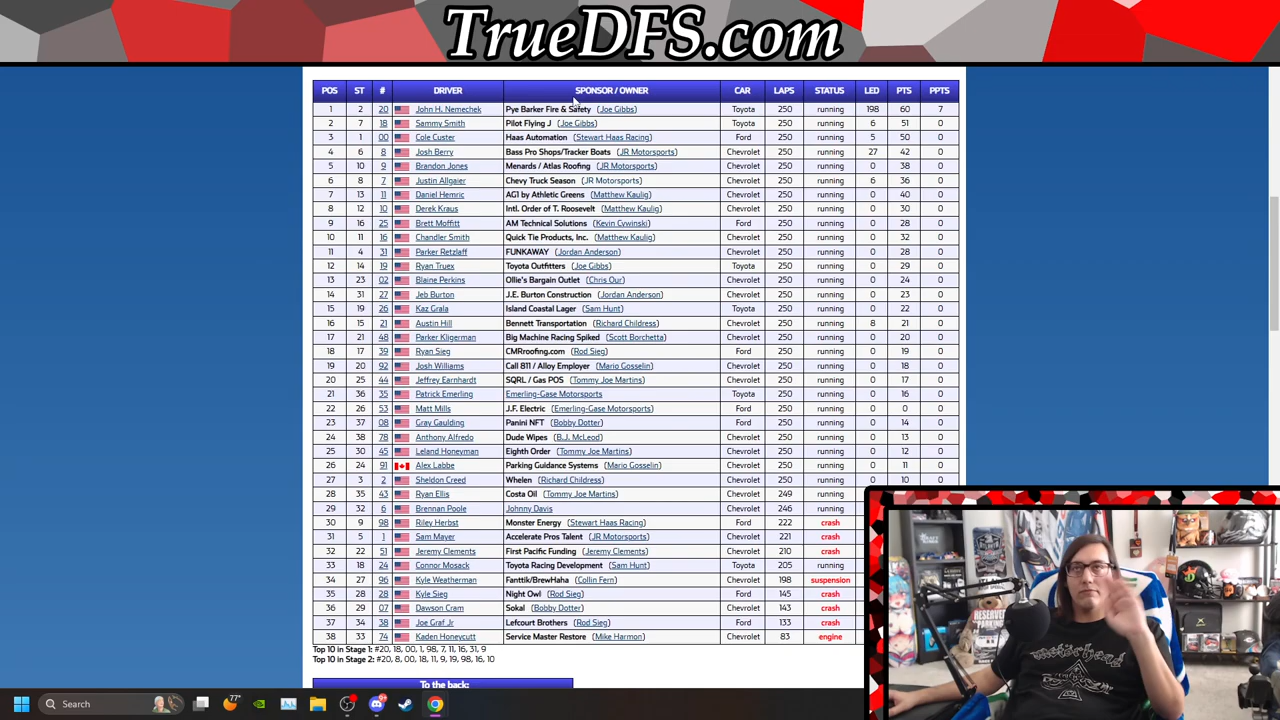 TrueDFS.com
POS ST # DRIVER SPONSOR / OWNER CAR LAPS STATUS LED PTS PPTS
1 2 20 John H. Nemechek Pye Barker Fire & Safety (Joe Gibbs) Toyota 250 running 198 60 7
2 7 18 Sammy Smith Pilot Flying J (Joe Gibbs) Toyota 250 running 6 51 0
3 1 00 Cole Custer Haas Automation (Stewart Haas Racing) Ford 250 running 5 50 0
4 6 8 Josh Berry Bass Pro Shops/Tracker Boats (JR Motorsports) Chevrolet 250 running 27 42 0
5 10 9 Brandon Jones Menards / Atlas Roofing (JR Motorsports) Chevrolet 250 running 0 38 0
6 8 7 Justin Allgaier Chevy Truck Season (JR Motorsports) Chevrolet 250 running 6 36 0
7 13 11 Daniel Hemric AG1 by Athletic Greens (Matthew Kaulig) Chevrolet 250 running 0 40 0
8 12 10 Derek Kraus Intl. Order of T. Roosevelt (Matthew Kaulig) Chevrolet 250 running 0 30 0
9 16 25 Brett Moffitt AM Technical Solutions (Kevin Cywinski) Ford 250 running 0 28 0
10 11 16 Chandler Smith Quick Tie Products, Inc. (Matthew Kaulig) Chevrolet 250 running 0 32 0
11 4 31 Parker Retzlaff FUNKAWAY (Jordan Anderson) Chevrolet 250 running 0 28 0
12 14 19 Ryan Truex Toyota Outfitters (Joe Gibbs) Toyota 250 running 0 29 0
13 23 02 Blaine Perkins Ollie's Bargain Outlet (Chris Our) Chevrolet 250 running 0 24 0
14 31 27 Jeb Burton J.E. Burton Construction (Jordan Anderson) Chevrolet 250 running 0 23 0
15 19 26 Kaz Grala Island Coastal Lager (Sam Hunt) Toyota 250 running 0 22 0
16 15 21 Austin Hill Bennett Transportation (Richard Childress) Chevrolet 250 running 8 21 0
17 21 48 Parker Kligerman Big Machine Racing Spiked (Scott Borchetta) Chevrolet 250 running 0 20 0
18 17 39 Ryan Sieg CMRroofing.com (Rod Sieg) Ford 250 running 0 19 0
19 20 92 Josh Williams Call 811 / Alloy Employer (Mario Gosselin) Chevrolet 250 running 0 18 0
20 25 44 Jeffrey Earnhardt SQRL / Gas POS (Tommy Joe Martins) Chevrolet 250 running 0 17 0
21 36 35 Patrick Emerling Emerling-Gase Motorsports Toyota 250 running 0 16 0
22 26 53 Matt Mills J.F. Electric (Emerling-Gase Motorsports) Ford 250 running 0 0 0
23 37 08 Gray Gaulding Panini NFT (Bobby Dotter) Ford 250 running 0 14 0
24 38 78 Anthony Alfredo Dude Wipes (B.J. McLeod) Chevrolet 250 running 0 13 0
25 30 45 Leland Honeyman Eighth Order (Tommy Joe Martins) Chevrolet 250 running 0 12 0
26 24 91 Alex Labbe Parking Guidance Systems (Mario Gosselin) Chevrolet 250 running 0 11 0
27 3 2 Sheldon Creed Whelen (Richard Childress) Chevrolet 250 running 0 10 0
28 35 43 Ryan Ellis Costa Oil (Tommy Joe Martins) Chevrolet 249 running
29 32 6 Brennan Poole Johnny Davis Chevrolet 246 running
30 9 98 Riley Herbst Monster Energy (Stewart Haas Racing) Ford 222 crash
31 5 1 Sam Mayer Accelerate Pros Talent (JR Motorsports) Chevrolet 221 crash
32 22 51 Jeremy Clements First Pacific Funding (Jeremy Clements) Chevrolet 210 crash
33 18 24 Connor Mosack Toyota Racing Development (Sam Hunt) Toyota 205 running
34 27 96 Kyle Weatherman Fanttik/BrewHaha (Collin Fern) Chevrolet 198 suspension
35 28 28 Kyle Sieg Night Owl (Rod Sieg) Ford 145 crash
36 29 07 Dawson Cram Sokal (Bobby Dotter) Chevrolet 143 crash
37 34 38 Joe Graf Jr Lefcourt Brothers (Rod Sieg) Ford 133 crash
38 33 74 Kaden Honeycutt Service Master Restore (Mike Harmon) Chevrolet 83 engine
Top 10 in Stage 1: #20, 18, 00, 1, 98, 7, 11, 16, 31, 9
Top 10 in Stage 2: #20, 8, 00, 18, 11, 9, 19, 98, 16, 10
To the back:
RESERVED
PARKING
motörhead
77°
Search